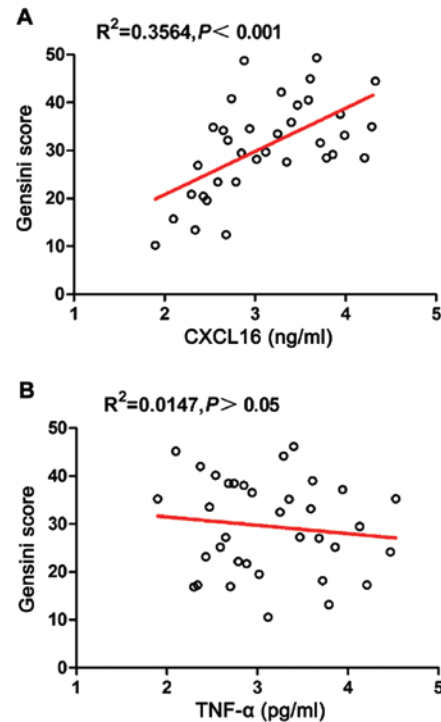 A
R²=0.3564, P< 0.001
50
40
30
20
10
0
Gensini score
1 2 3 4 5
CXCL16 (ng/ml)
B
R²=0.0147, P> 0.05
50
40
30
20
10
0
Gensini score
1 2 3 4 5
TNF-α (pg/ml)